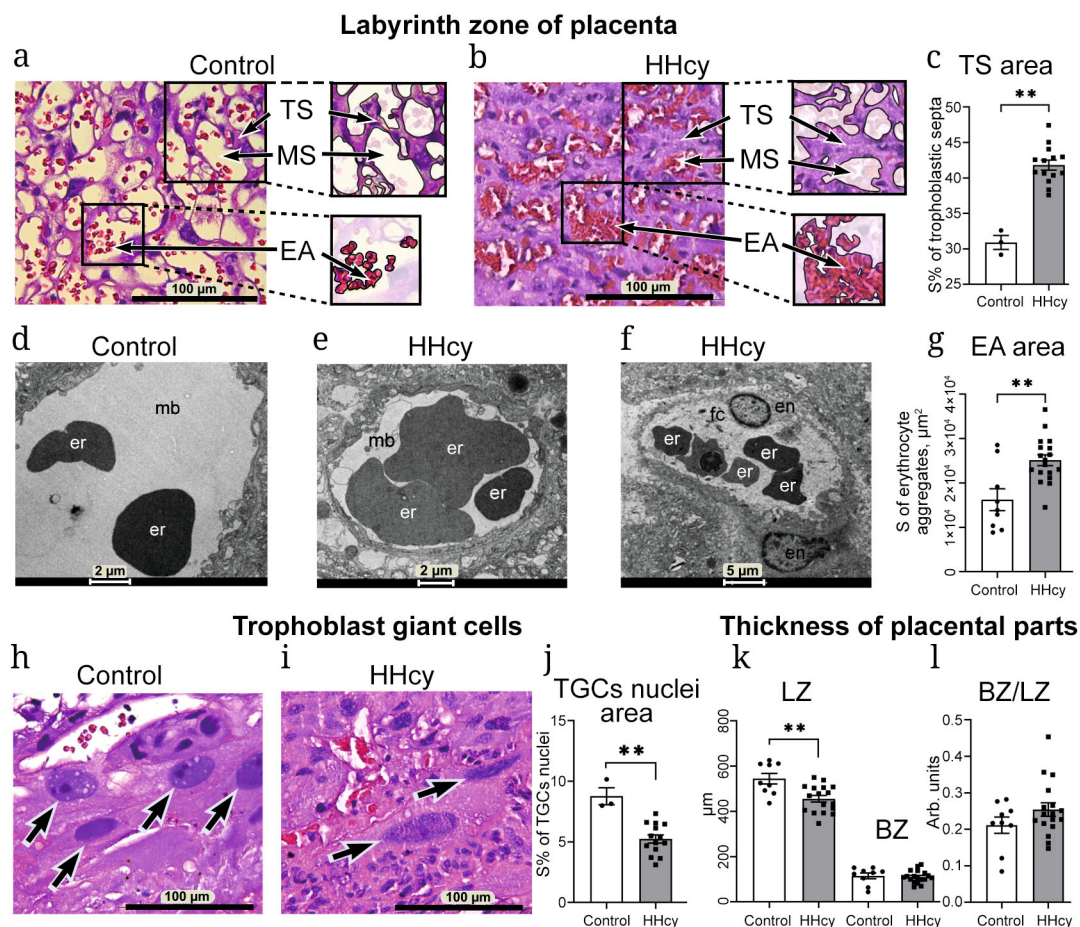 Labyrinth zone of placenta
a
Control
TS
MS
EA
100 µm
b
HHcy
TS
MS
EA
100 µm
c
TS area
S% of trophoblastic septa
50
45
40
35
30
25
**
Control
HHcy
d
Control
mb
er
er
2 µm
e
HHcy
mb
er
er
er
2 µm
f
HHcy
fc
en
er
er
er
er
en
5 µm
g
EA area
S of erythrocyte
aggregates, µm²
4×10⁴
3×10⁴
2×10⁴
1×10⁴
0
**
Control
HHcy
Trophoblast giant cells
h
Control
100 µm
i
HHcy
100 µm
j
TGCs nuclei
area
S% of TGCs nuclei
15
10
5
0
**
Control
HHcy
Thickness of placental parts
k
LZ
µm
800
600
400
200
0
**
BZ
Control
HHcy
Control
HHcy
l
BZ/LZ
Arb. units
0.5
0.4
0.3
0.2
0.1
0.0
Control
HHcy